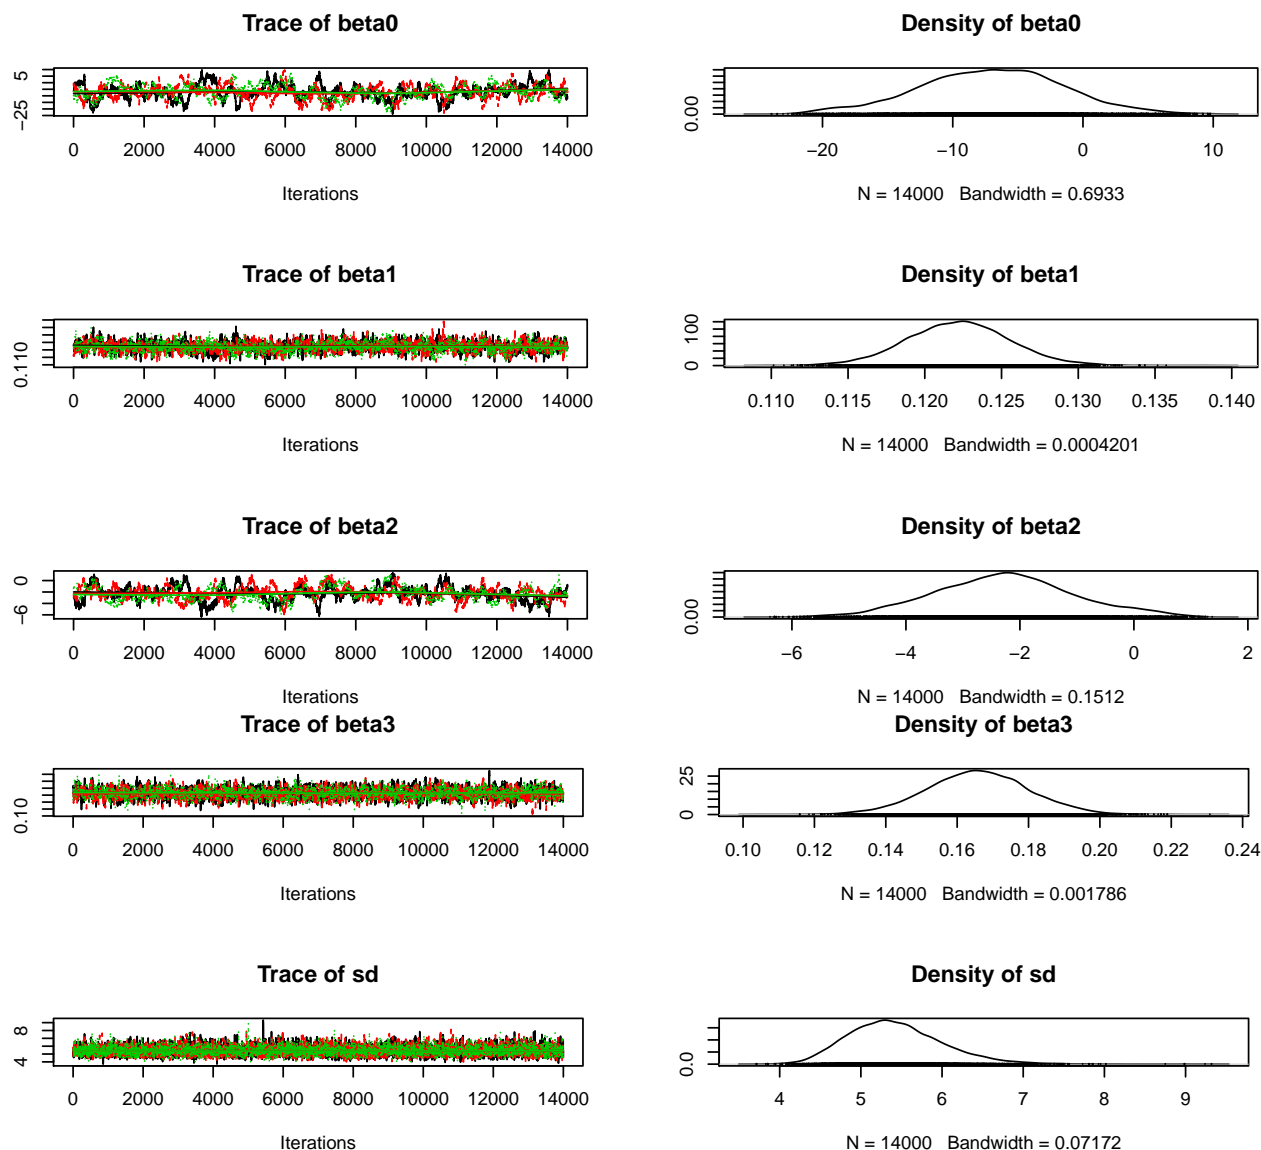 Trace of beta0
5
−25
0 2000 4000 6000 8000 10000 12000 14000
Iterations
Density of beta0
0.00
−20 −10 0 10
N = 14000 Bandwidth = 0.6933
Trace of beta1
0.110
0 2000 4000 6000 8000 10000 12000 14000
Iterations
Density of beta1
100
0
0.110 0.115 0.120 0.125 0.130 0.135 0.140
N = 14000 Bandwidth = 0.0004201
Trace of beta2
0
−6
0 2000 4000 6000 8000 10000 12000 14000
Iterations
Density of beta2
0.00
−6 −4 −2 0 2
N = 14000 Bandwidth = 0.1512
Trace of beta3
0.10
0 2000 4000 6000 8000 10000 12000 14000
Iterations
Density of beta3
25
0
0.10 0.12 0.14 0.16 0.18 0.20 0.22 0.24
N = 14000 Bandwidth = 0.001786
Trace of sd
8
4
0 2000 4000 6000 8000 10000 12000 14000
Iterations
Density of sd
0.0
4 5 6 7 8 9
N = 14000 Bandwidth = 0.07172